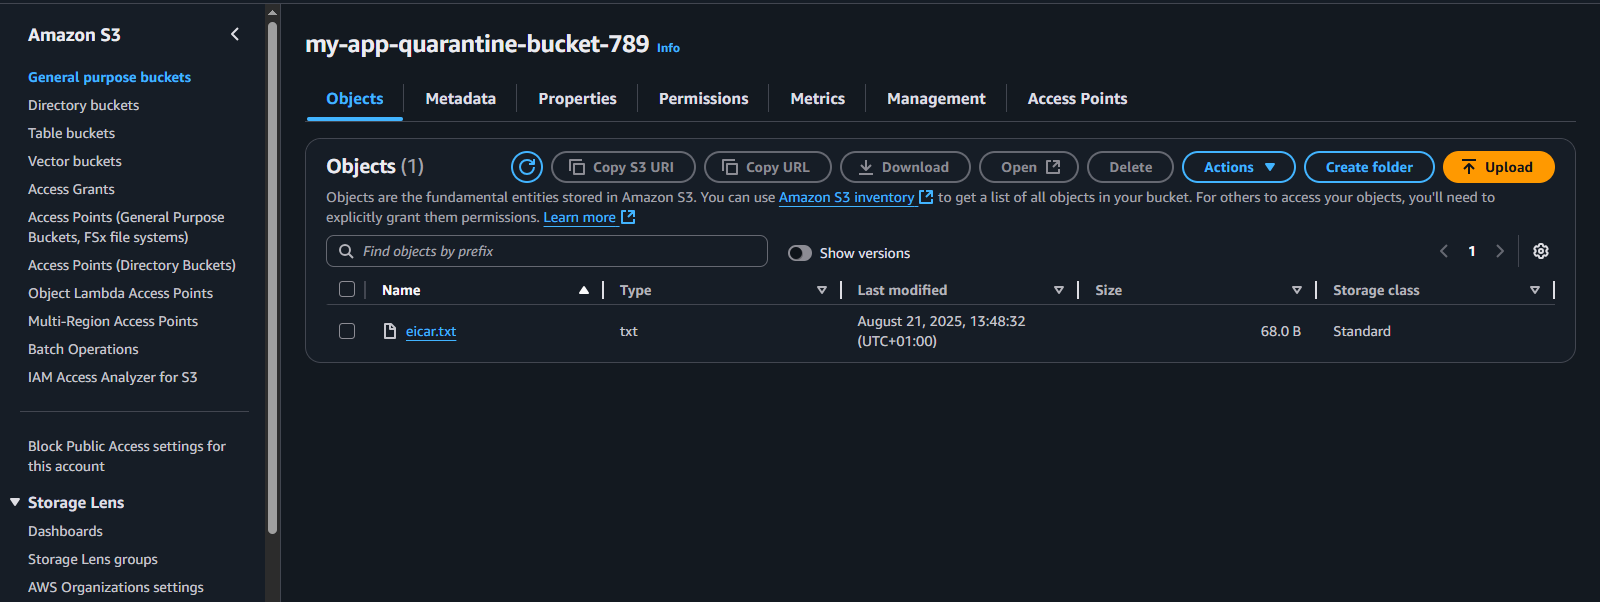 Amazon S3
General purpose buckets
Directory buckets
Table buckets
Vector buckets
Access Grants
Access Points (General Purpose
Buckets, FSx file systems)
Access Points (Directory Buckets)
Object Lambda Access Points
Multi-Region Access Points
Batch Operations
IAM Access Analyzer for S3
Block Public Access settings for
this account
Storage Lens
Dashboards
Storage Lens groups
AWS Organizations settings
my-app-quarantine-bucket-789 Info
Objects Metadata Properties Permissions Metrics Management Access Points
Objects (1) Copy S3 URI Copy URL Download Open Delete Actions Create folder Upload
Objects are the fundamental entities stored in Amazon S3. You can use Amazon S3 inventory to get a list of all objects in your bucket. For others to access your objects, you'll need to
explicitly grant them permissions. Learn more
Find objects by prefix Show versions 1
Name Type Last modified Size Storage class
eicar.txt txt August 21, 2025, 13:48:32 68.0 B Standard
(UTC+01:00)